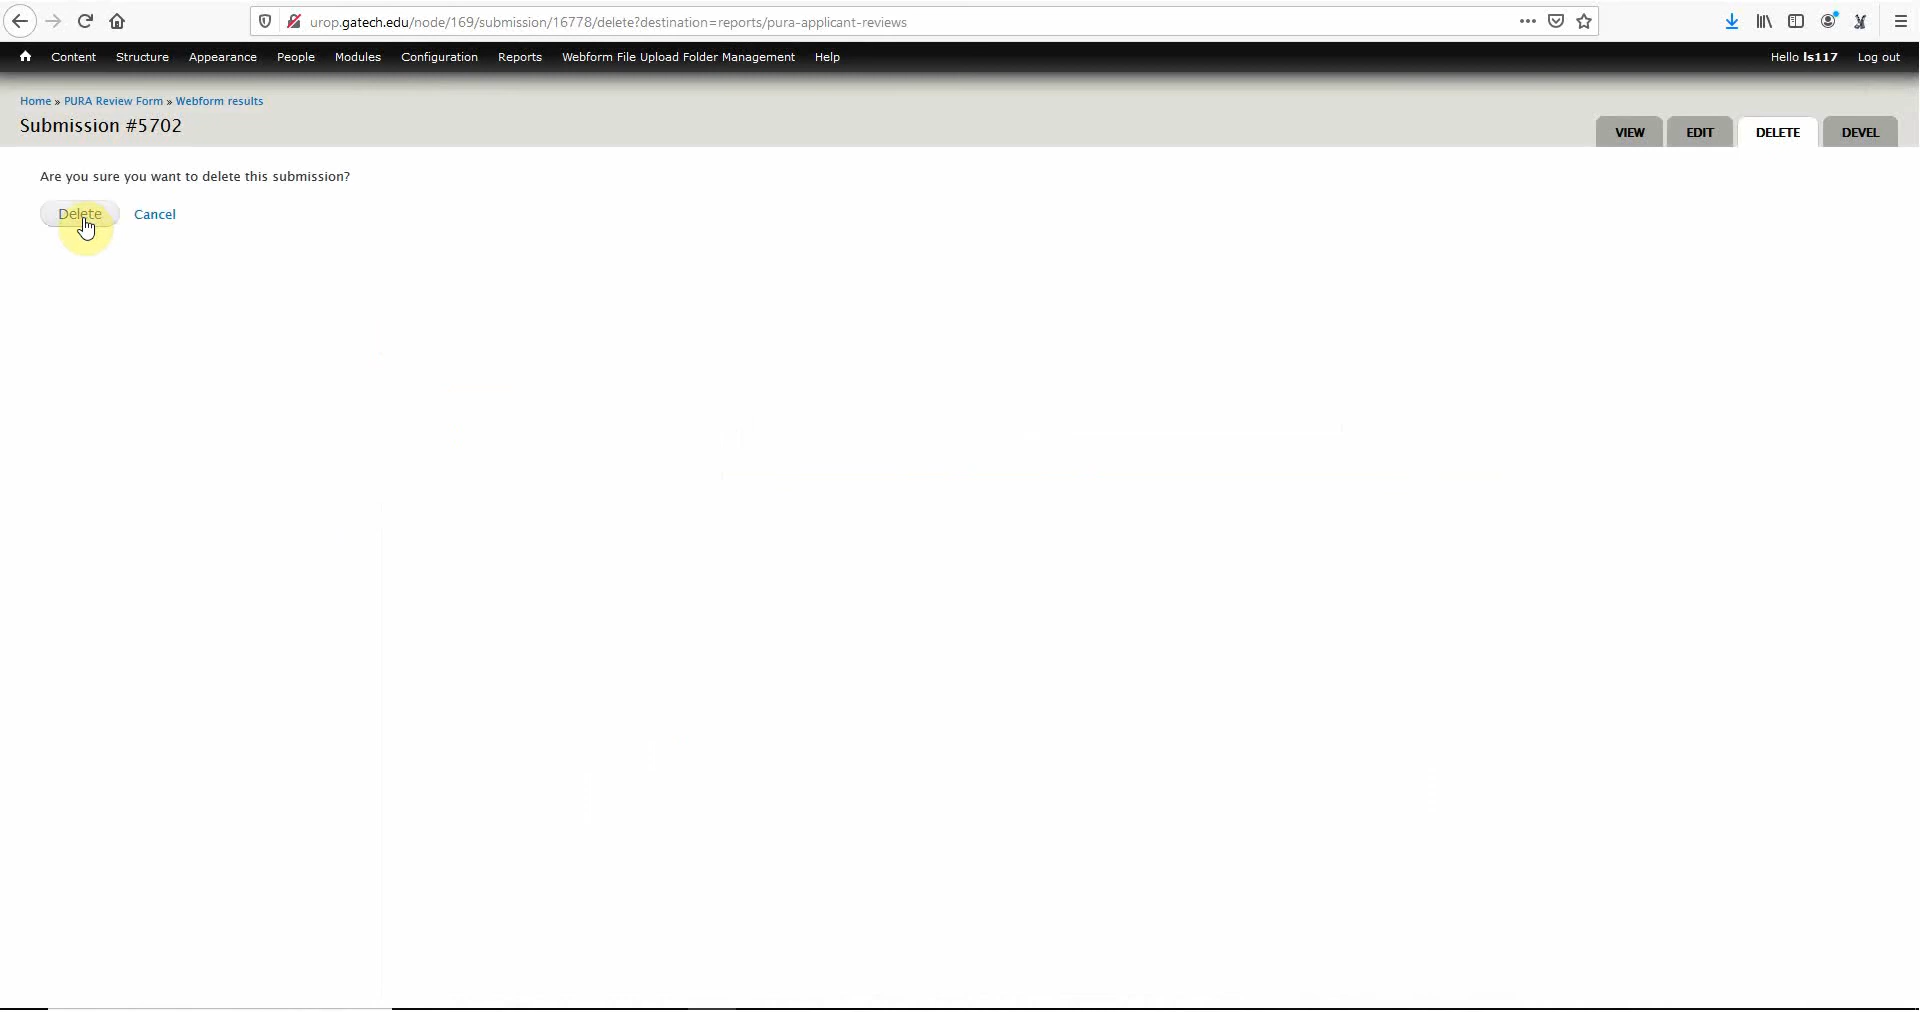 urop.gatech.edu/node/169/submission/16778/delete?destination=reports/pura-applicant-reviews
Content Structure Appearance People Modules Configuration Reports Webform File Upload Folder Management Help Hello ls117 Log out
Home » PURA Review Form » Webform results
Submission #5702
VIEW EDIT DELETE DEVEL
Are you sure you want to delete this submission?
Delete Cancel